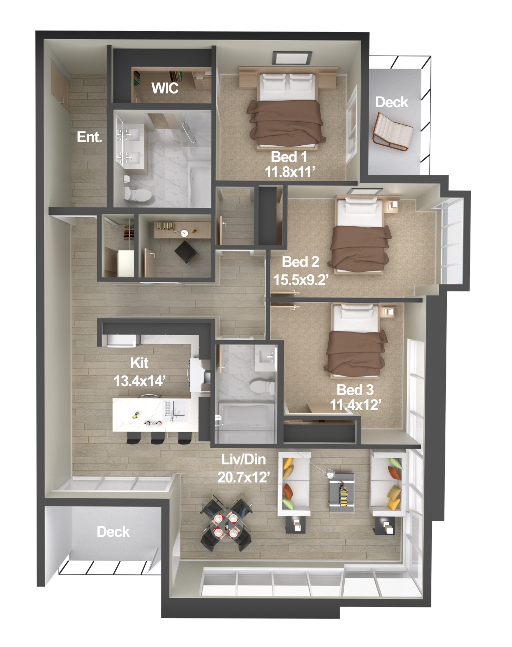 WIC
Deck
Ent.
Bed 1
11.8x11'
Bed 2
15.5x9.2'
Kit
13.4x14'
Bed 3
11.4x12'
Liv/Din
20.7x12'
Deck